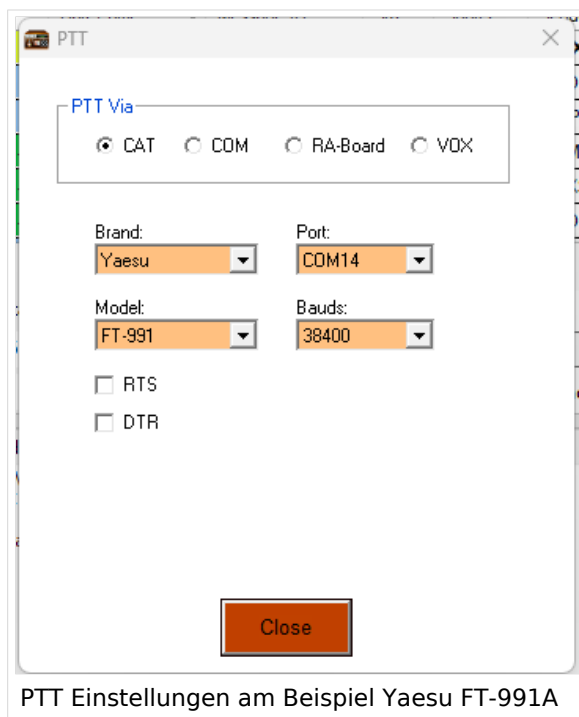 PTT
PTT Via
CAT COM RA-Board VOX
Brand: Port:
Yaesu COM14
Model: Bauds:
FT-991 38400
RTS
DTR
Close
PTT Einstellungen am Beispiel Yaesu FT-991A